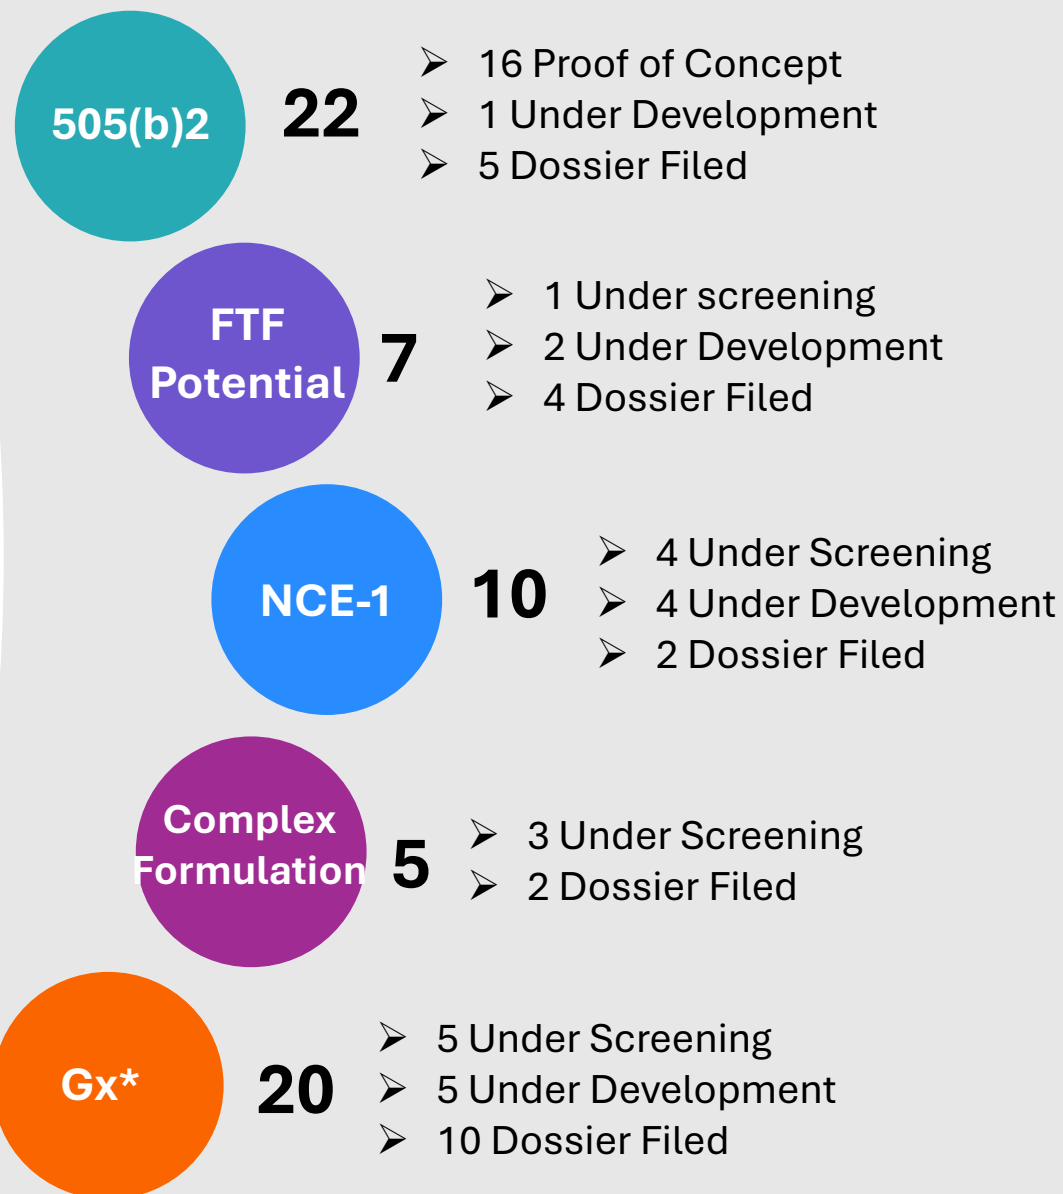 505(b)2
22
➢ 16 Proof of Concept
➢ 1 Under Development
➢ 5 Dossier Filed
FTF
Potential
7
➢ 1 Under screening
➢ 2 Under Development
➢ 4 Dossier Filed
NCE-1
10
➢ 4 Under Screening
➢ 4 Under Development
➢ 2 Dossier Filed
Complex
Formulation
5
➢ 3 Under Screening
➢ 2 Dossier Filed
Gx*
20
➢ 5 Under Screening
➢ 5 Under Development
➢ 10 Dossier Filed